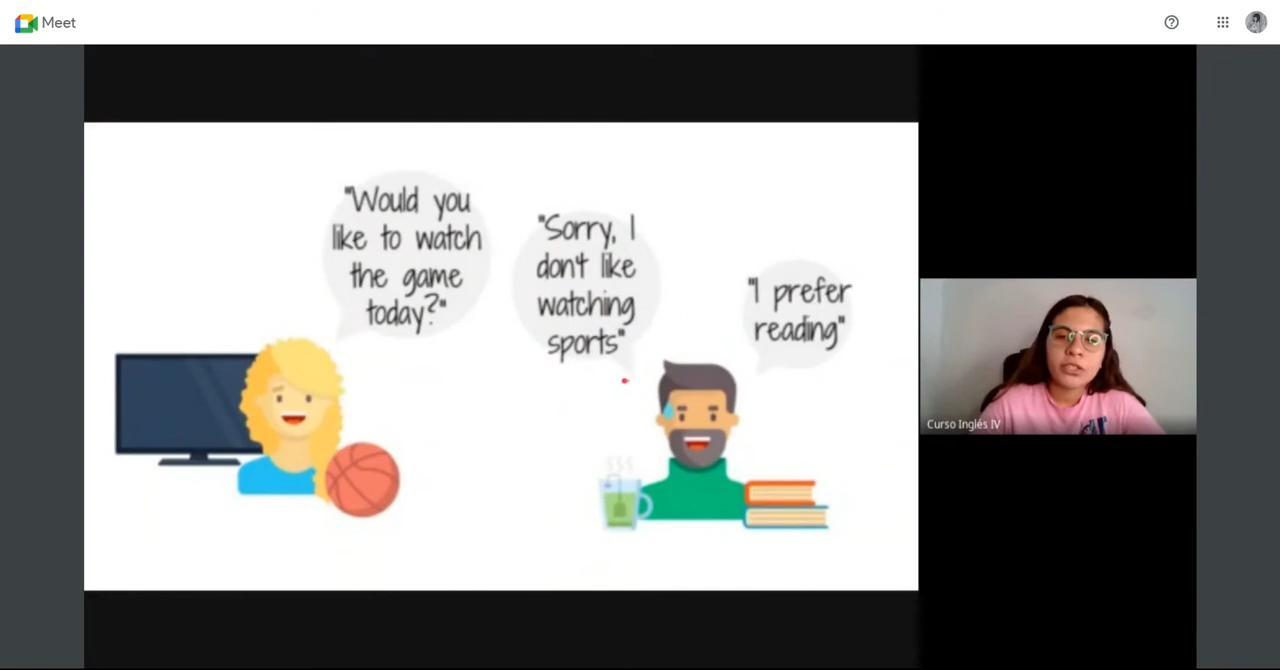 Meet
"Would you
like to watch
the game
today?"
"Sorry, I
don't like
watching
sports"
"I prefer
reading"
Curso Inglés IV